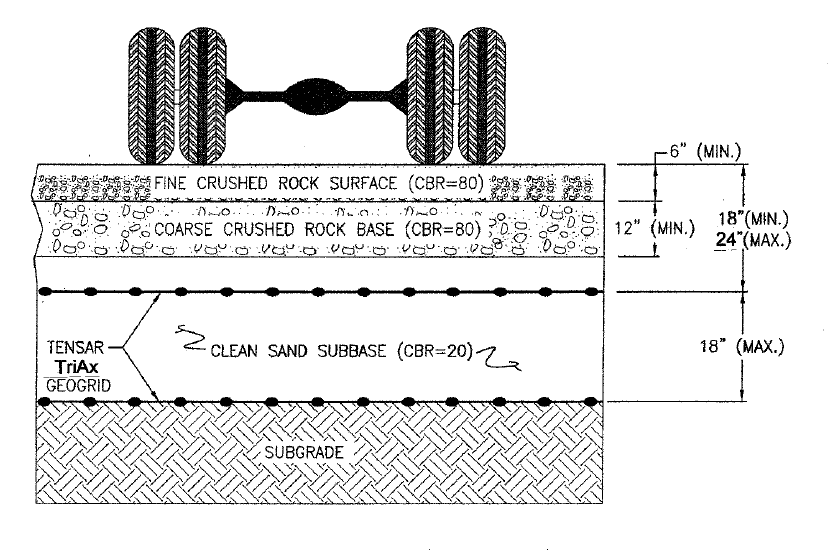 6" (MIN.)
FINE CRUSHED ROCK SURFACE (CBR=80)
18"(MIN.)
24"(MAX.)
12" (MIN.)
COARSE CRUSHED ROCK BASE (CBR=80)
TENSAR
TriAx
GEOGRID
CLEAN SAND SUBBASE (CBR=20)
18" (MAX.)
SUBGRADE